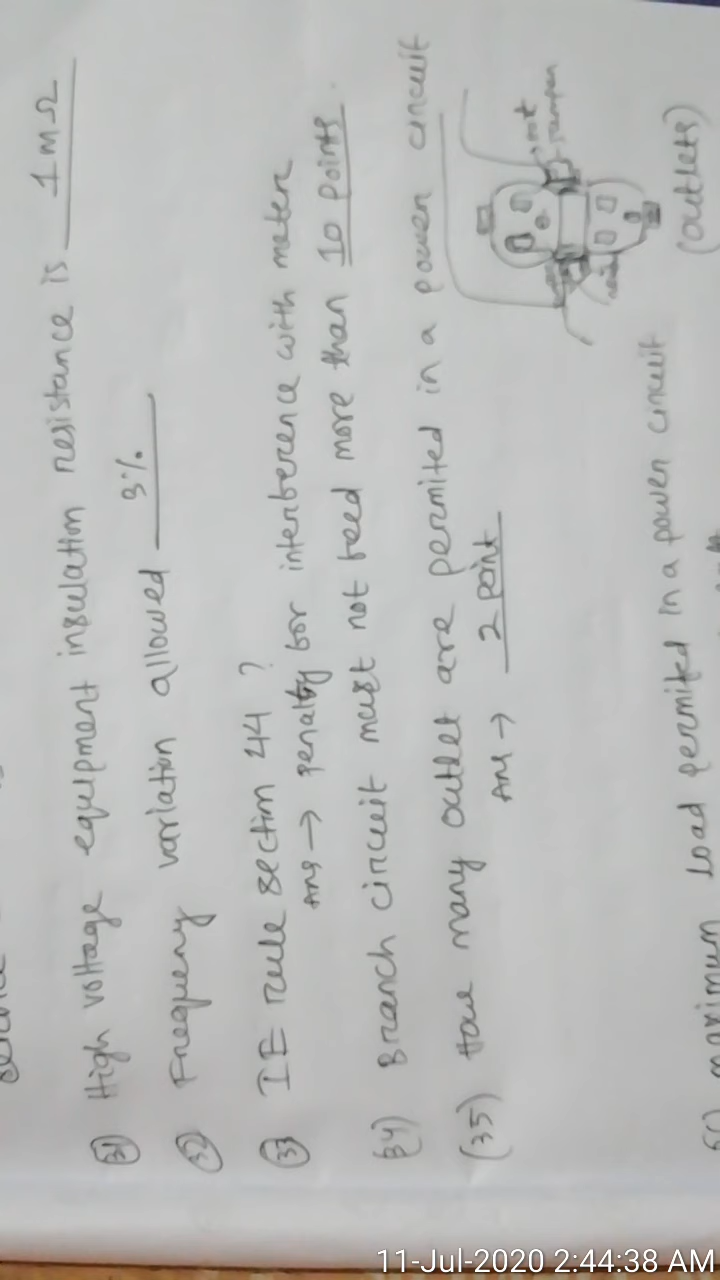 (31) High voltage equipment insulation resistance is 1 MΩ
(32) Frequency variation allowed 3%
(33) IE rule section 44 ?
Ans → Penalty for interference with meter
(34) Branch circuit must not feed more than 10 points.
(35) How many outlet are permited in a power circuit
Ans → 2 point
maximum load permited in a power circuit
(outlets)
11-Jul-2020 2:44:38 AM